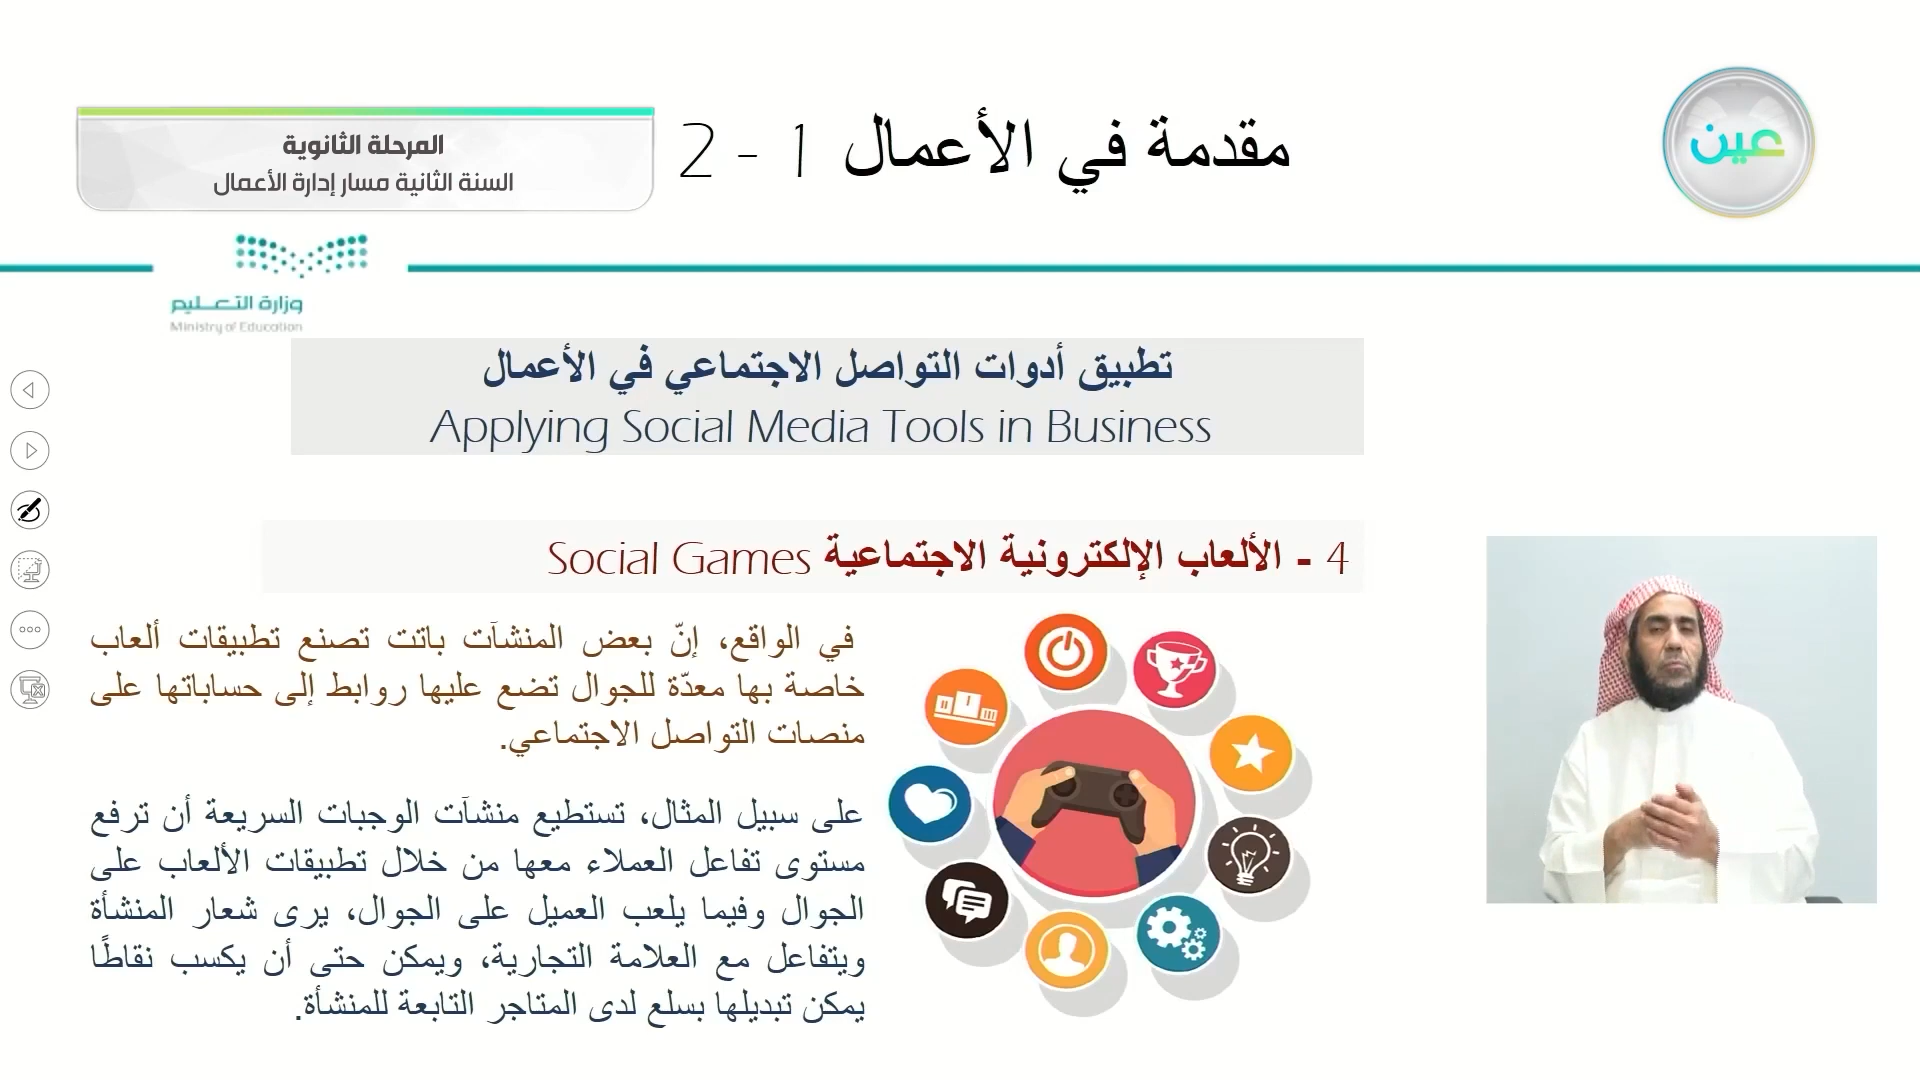 عين
مقدمة في الأعمال 1 - 2
المرحلة الثانوية
السنة الثانية مسار إدارة الأعمال
وزارة التعليم
Ministry of Education
تطبيق أدوات التواصل الاجتماعي في الأعمال
Applying Social Media Tools in Business
4 - الألعاب الإلكترونية الاجتماعية Social Games
في الواقع، إنّ بعض المنشآت باتت تصنع تطبيقات ألعاب
خاصة بها معدّة للجوال تضع عليها روابط إلى حساباتها على
منصات التواصل الاجتماعي.
على سبيل المثال، تستطيع منشآت الوجبات السريعة أن ترفع
مستوى تفاعل العملاء معها من خلال تطبيقات الألعاب على
الجوال وفيما يلعب العميل على الجوال، يرى شعار المنشأة
ويتفاعل مع العلامة التجارية، ويمكن حتى أن يكسب نقاطًا
يمكن تبديلها بسلع لدى المتاجر التابعة للمنشأة.